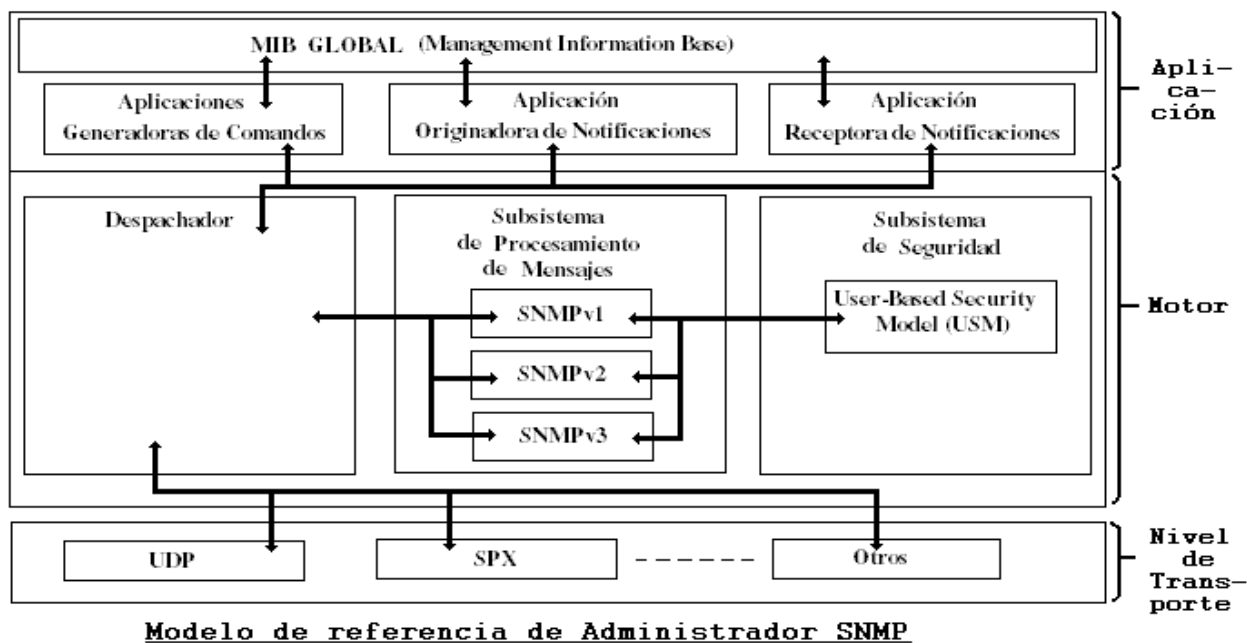 MIB GLOBAL (Management Information Base)
Aplicaciones
Generadoras de Comandos
Aplicación
Originadora de Notificaciones
Aplicación
Receptora de Notificaciones
Apli-
ca-
ción
Despachador
Subsistema
de Procesamiento
de Mensajes
SNMPv1
SNMPv2
SNMPv3
Subsistema
de Seguridad
User-Based Security
Model (USM)
Motor
UDP
SPX
Otros
Nivel
de
Trans-
porte
Modelo de referencia de Administrador SNMP